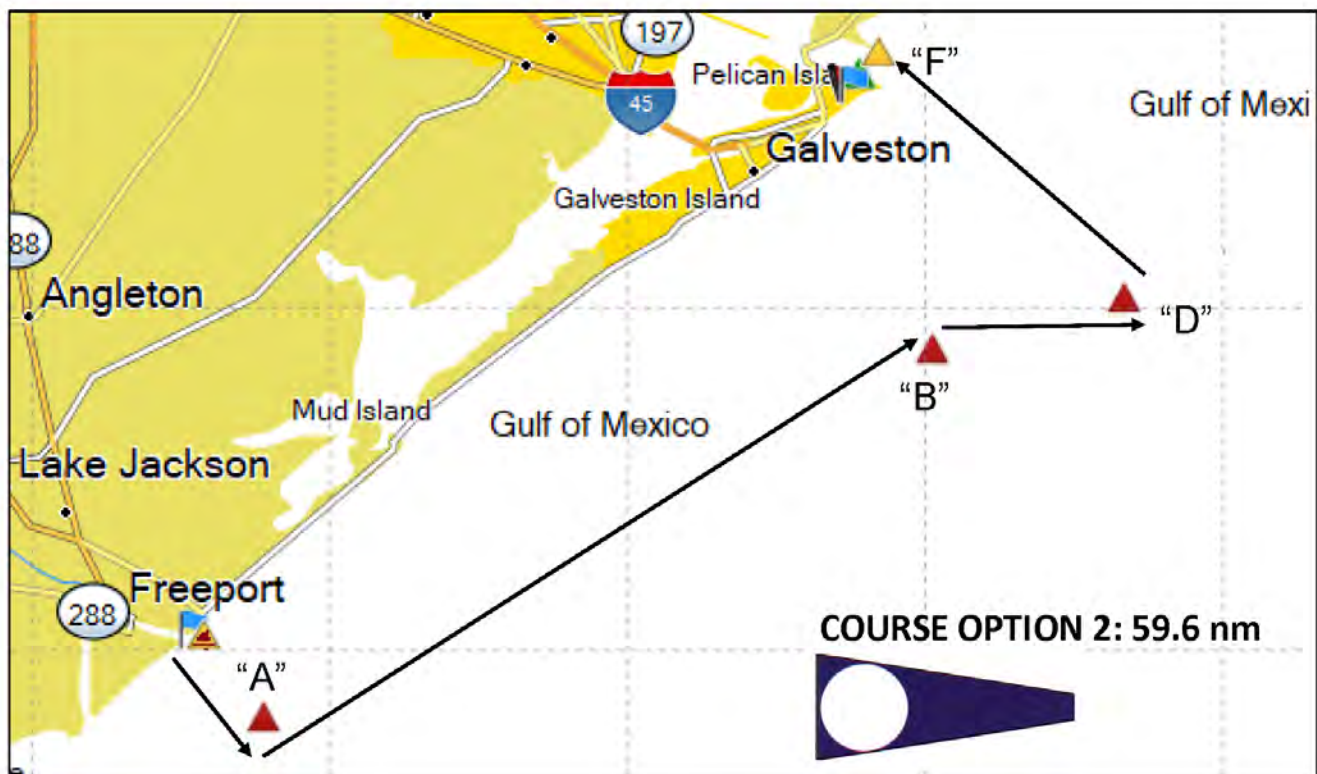 197
"F"
Pelican Isla
45
Gulf of Mexi
Galveston
Galveston Island
88
Angleton
"D"
"B"
Mud Island
Gulf of Mexico
Lake Jackson
Freeport
288
"A"
COURSE OPTION 2: 59.6 nm